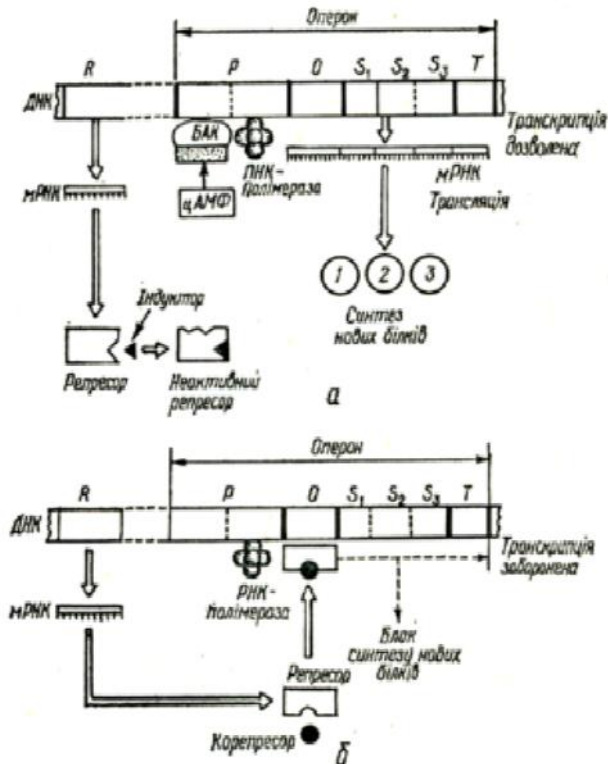 Оперон
R P O S₁ S₂ S₃ T
ДНК
БАК
цАМФ
РНК-
полімераза
мРНК
Транскрипція
дозволена
мРНК
Трансляція
1 2 3
Синтез
нових білків
Індуктор
Репресор
Неактивний
репресор
а
Оперон
R P O S₁ S₂ S₃ T
ДНК
Транскрипція
заборонена
РНК-
полімераза
мРНК
Блок
синтезу нових
білків
Репресор
Корепресор
б